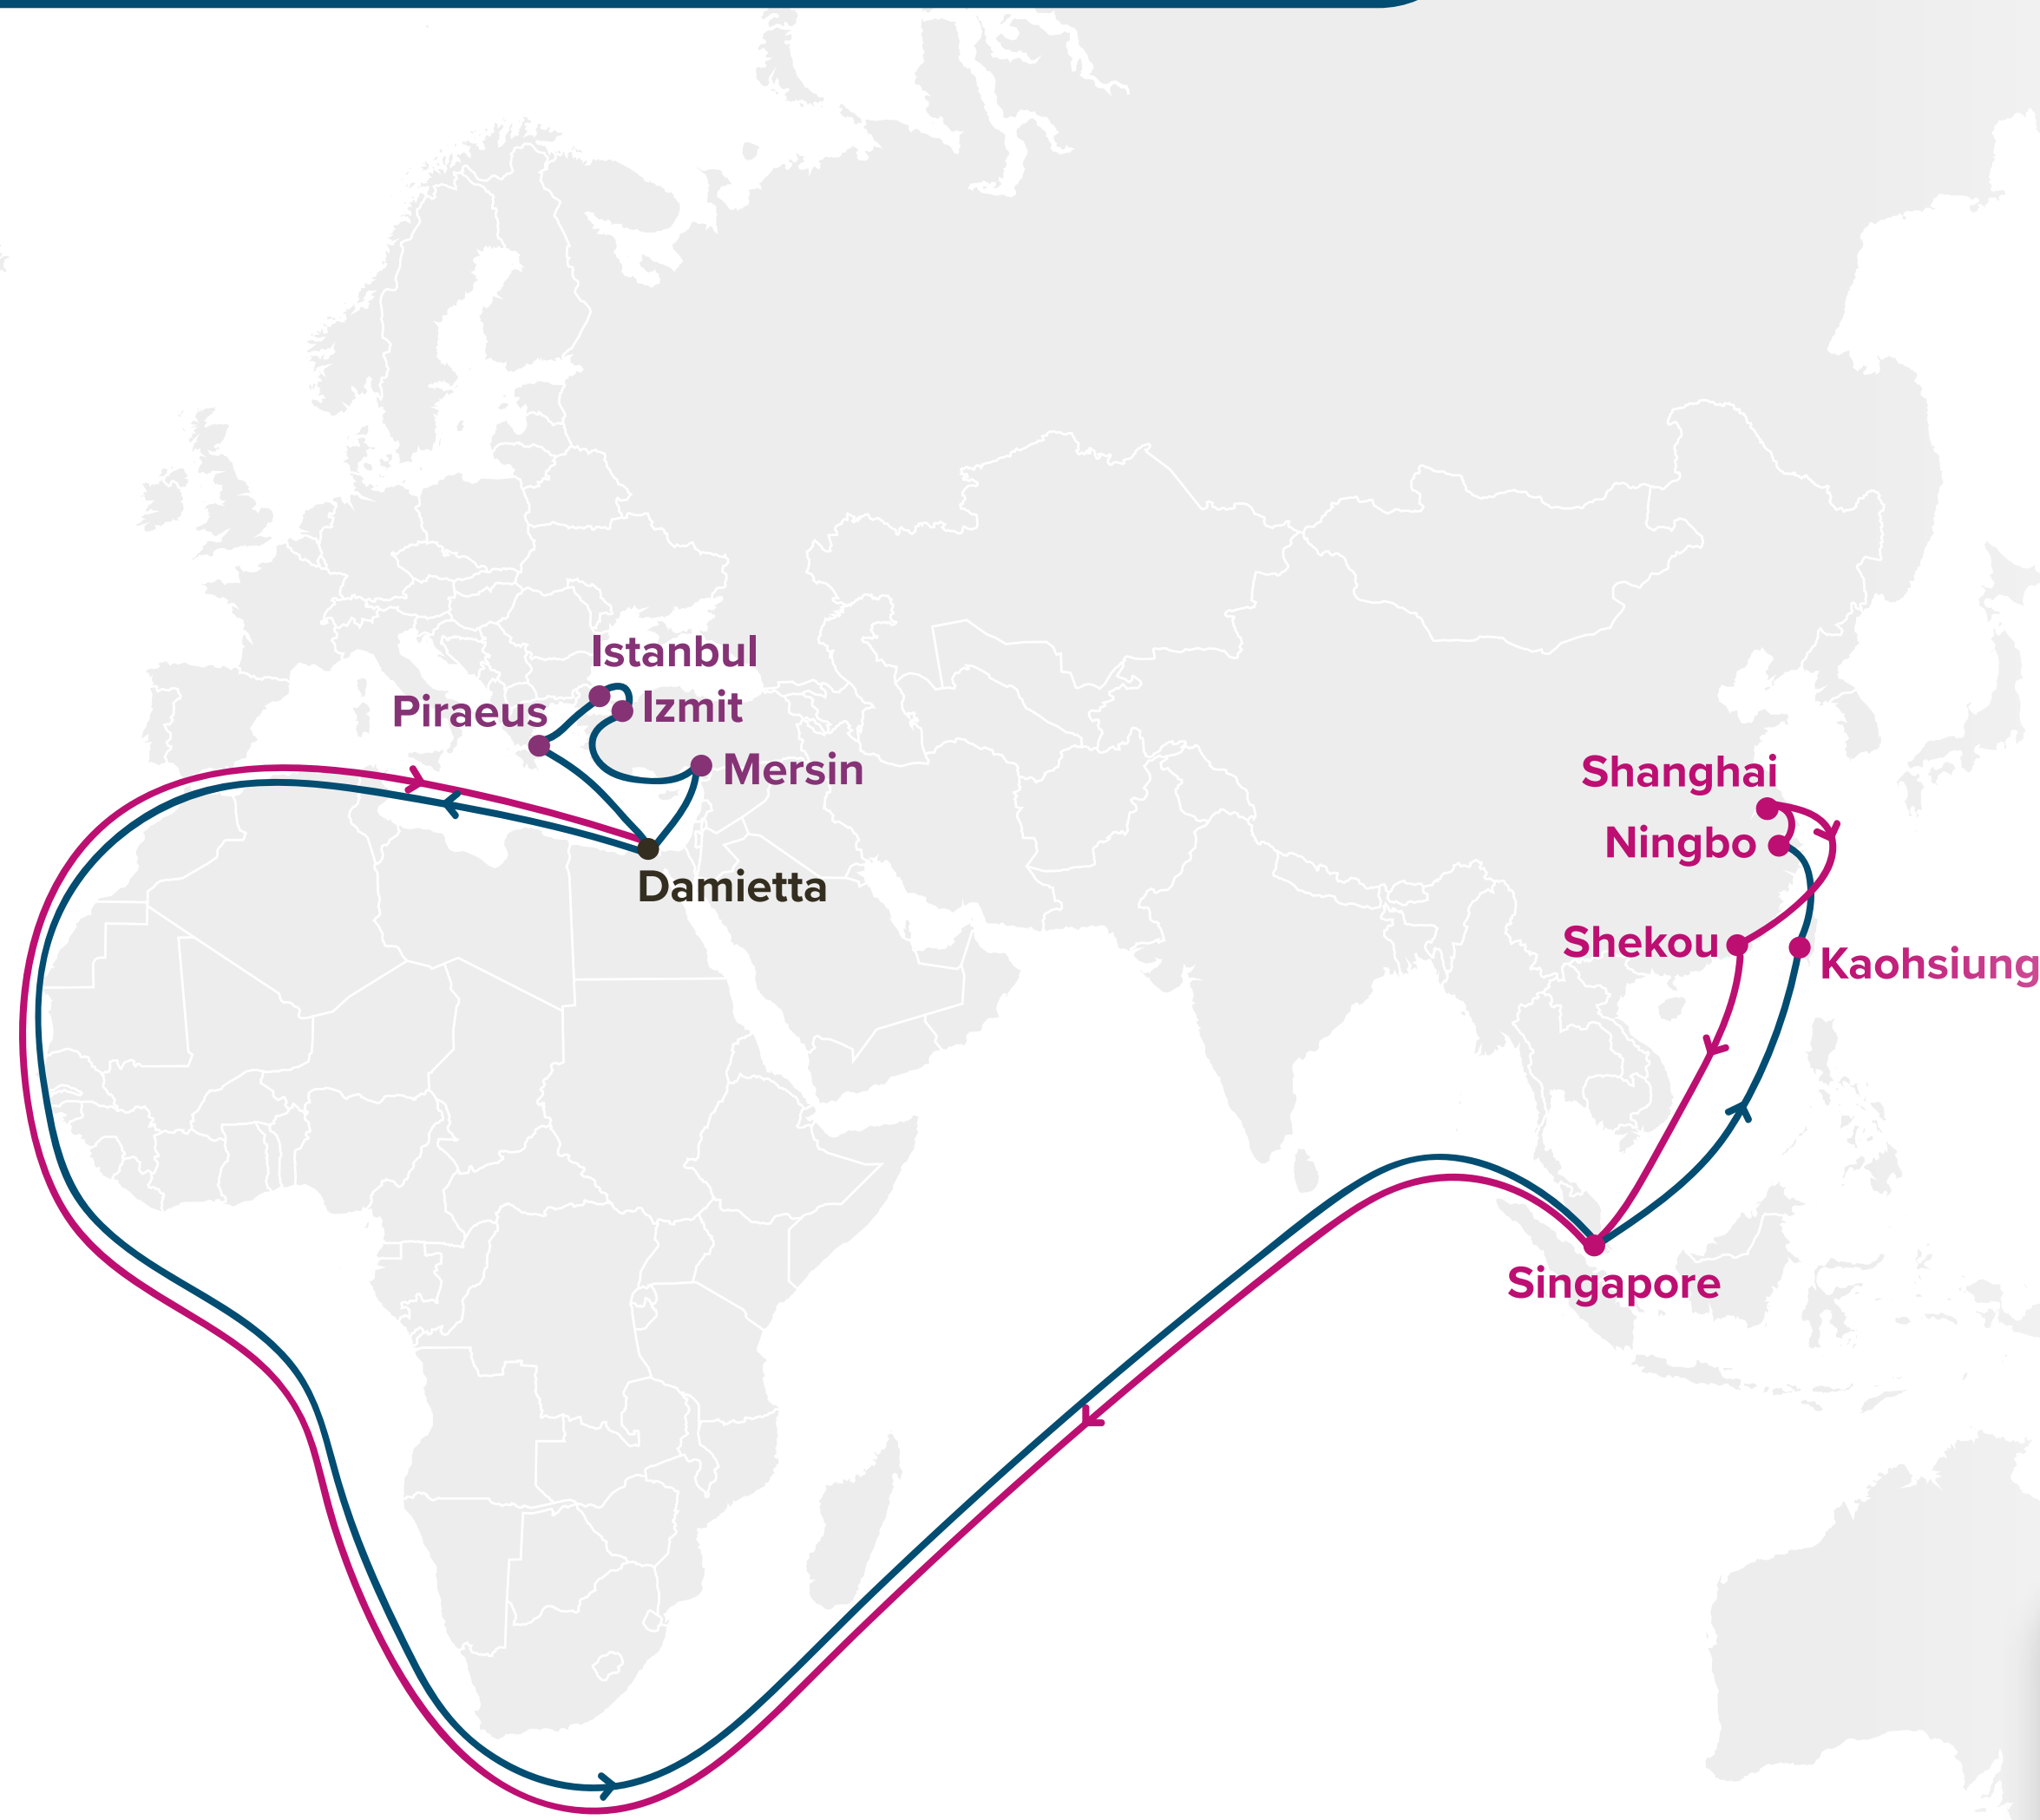 Istanbul
Izmit
Piraeus
Mersin
Damietta
Shanghai
Ningbo
Shekou
Kaohsiung
Singapore